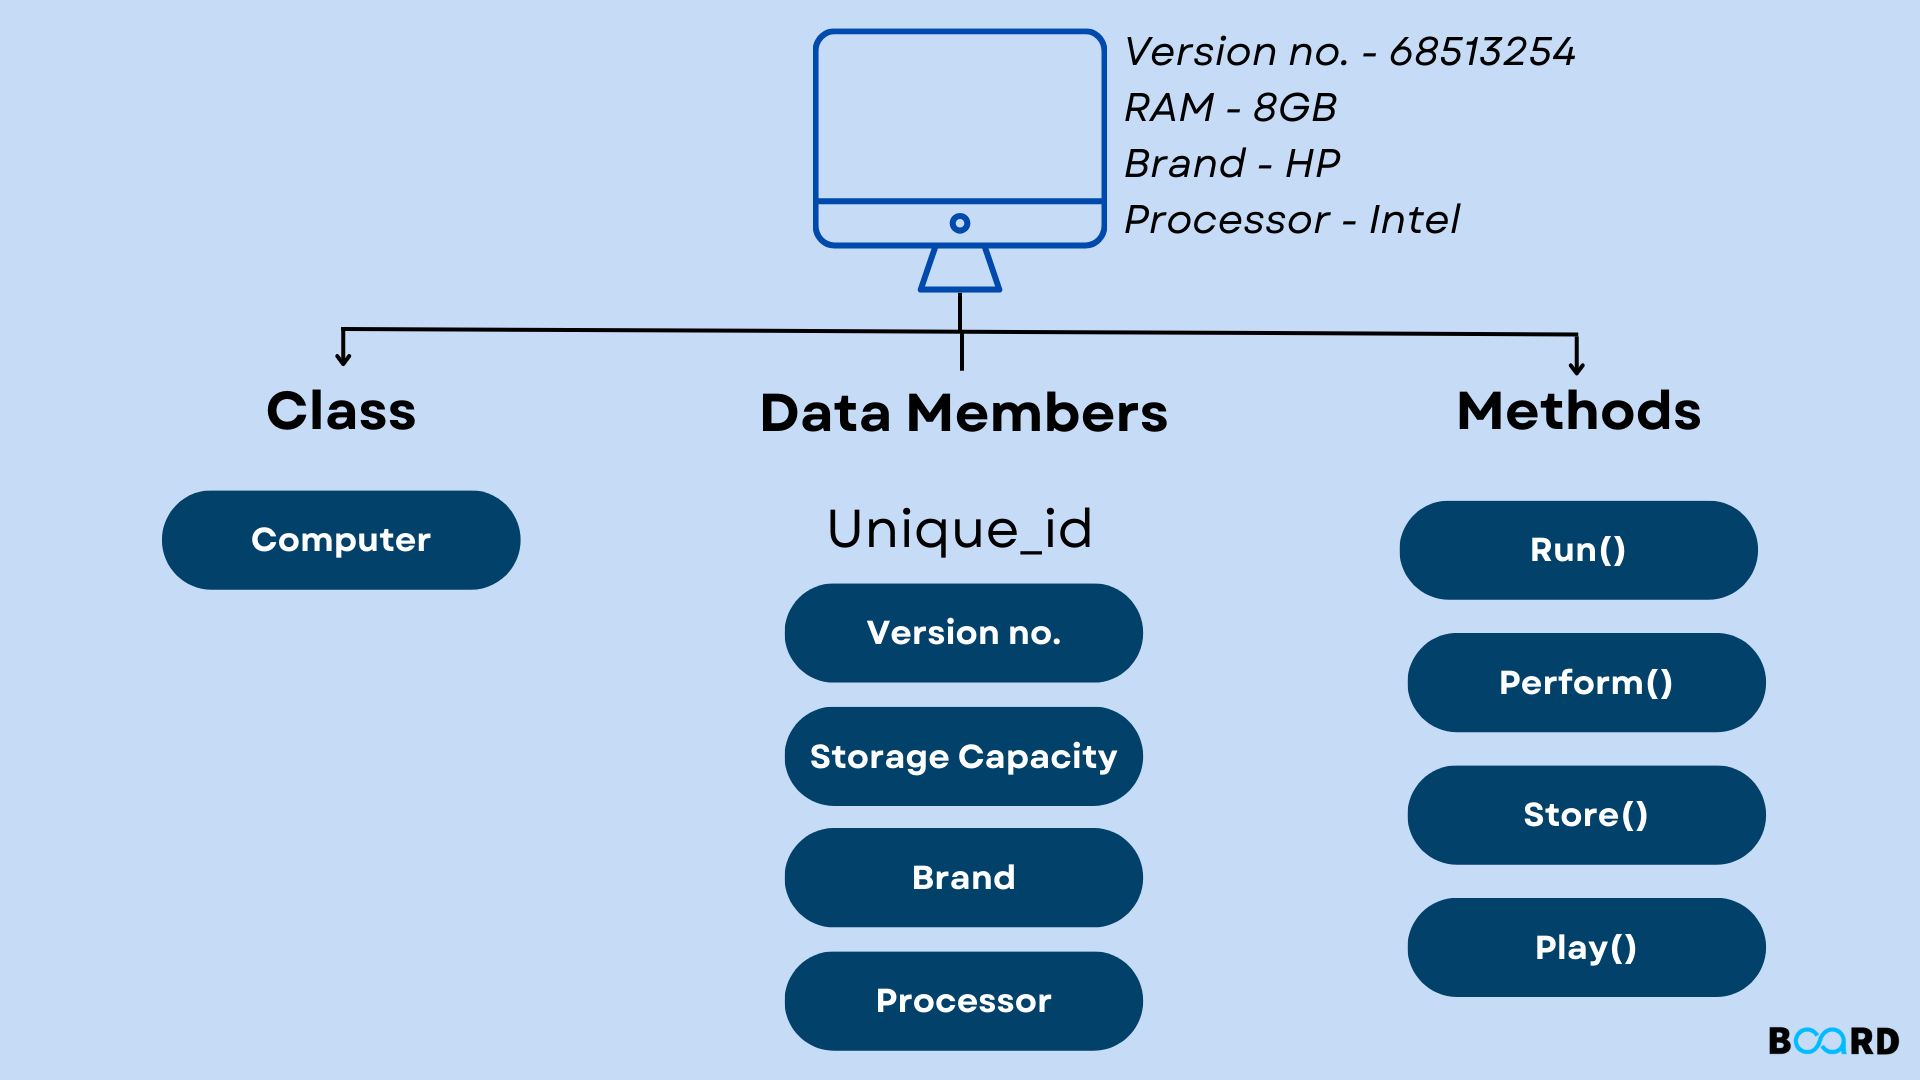 Version no. - 68513254
RAM - 8GB
Brand - HP
Processor - Intel
Class
Data Members
Methods
Computer
Unique_id
Version no.
Storage Capacity
Brand
Processor
Run()
Perform()
Store()
Play()
BOARD